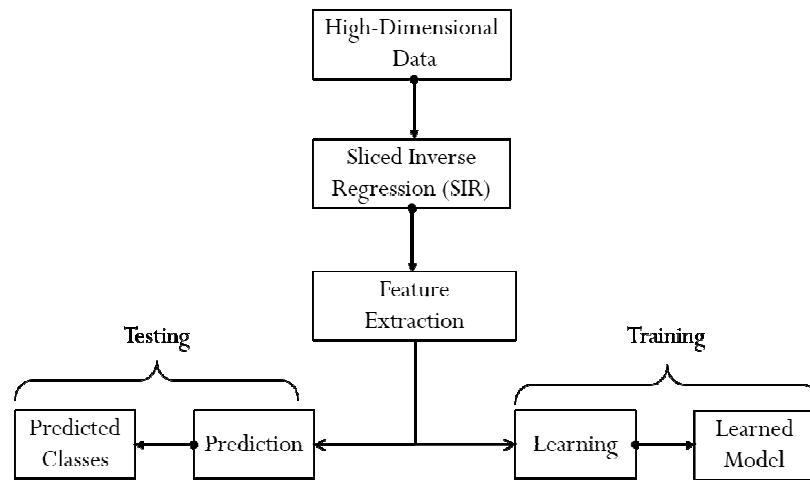 High-Dimensional
Data
Sliced Inverse
Regression (SIR)
Feature
Extraction
Testing
Training
Predicted
Classes
Prediction
Learning
Learned
Model